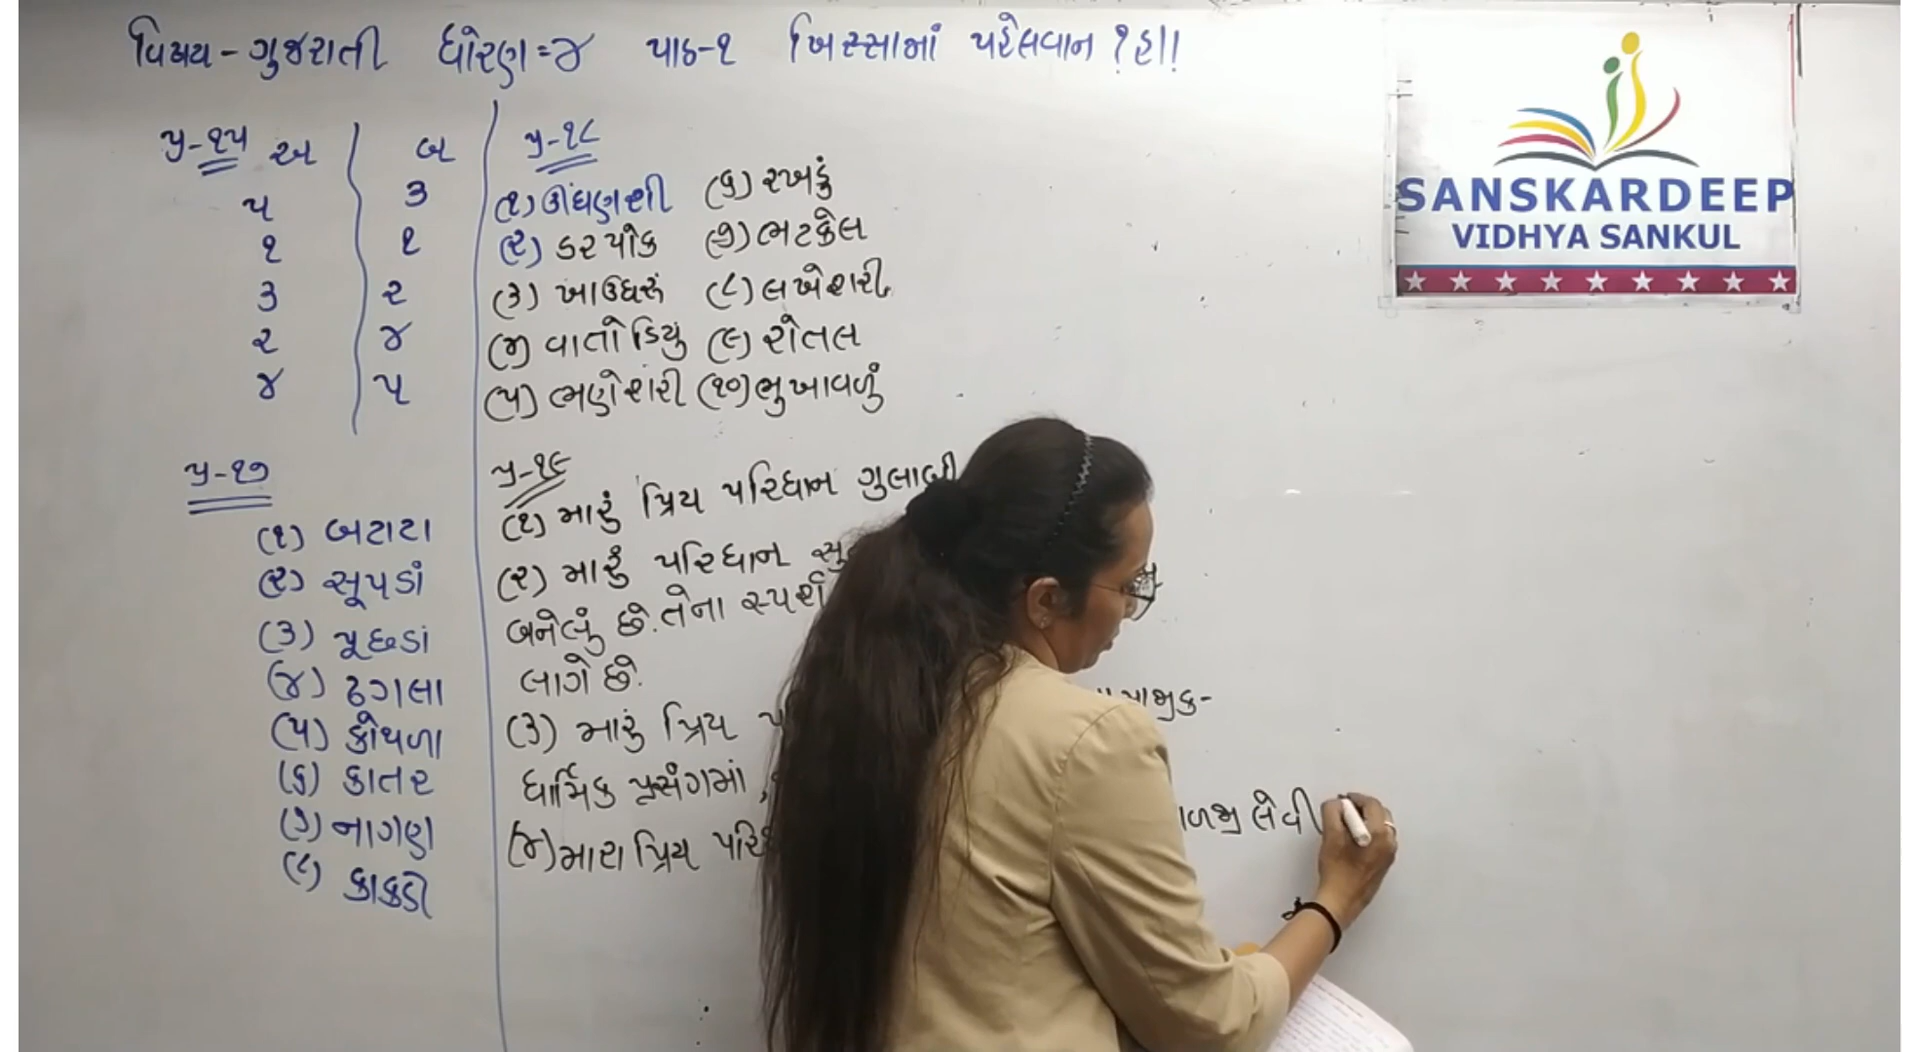 વિષય - ગુજરાતી ધોરણ = ૪ પાઠ-૧ ખિસ્સામાં પહેલવાન ? હા!
પ્ર-૧૫ અ બ
૫ ૩
૧ ૧
૩ ૨
૨ ૪
૪ ૫
પ્ર-૧૭
(૧) બટાટા
(૨) સૂપડાં
(૩) પૂછડાં
(૪) ઢગલા
(૫) કોથળા
(૬) કાતર
(૭) નાગણ
(૮) કાકડી
પ્ર-૧૮
(૧) ઊંઘણશી (૬) રખડું
(૨) ડરપોક (૭) ભટકેલ
(૩) ખાઉધરું (૮) લખેશરી
(૪) વાતોડિયું (૯) રોતલ
(૫) ભણેશરી (૧૦) ભુખાવળું
પ્ર-૧૯
(૧) મારું પ્રિય પરિધાન ગુલાબી
(૨) મારું પરિધાન
બનેલું છે. તેના સ્પર્શ
લાગે છે.
(૩) મારું પ્રિય
ધાર્મિક પ્રસંગમાં,
(૪) મારા પ્રિય લેવી
SANSKARDEEP
VIDHYA SANKUL